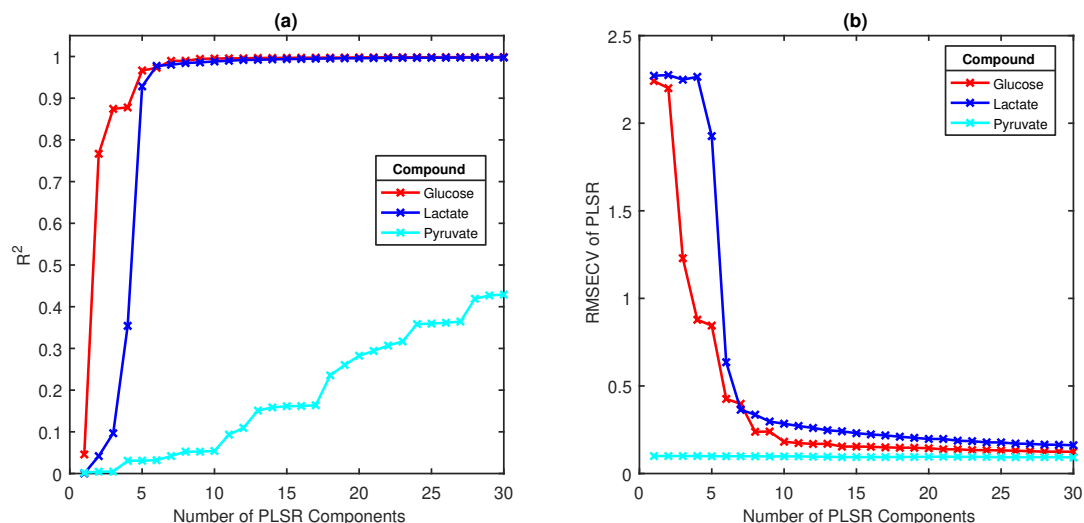 (a)
1
0.9
0.8
0.7
0.6
0.5
0.4
0.3
0.2
0.1
0
R²
0 5 10 15 20 25 30
Number of PLSR Components
Compound
Glucose
Lactate
Pyruvate
(b)
2.5
2
1.5
1
0.5
0
RMSECV of PLSR
0 5 10 15 20 25 30
Number of PLSR Components
Compound
Glucose
Lactate
Pyruvate